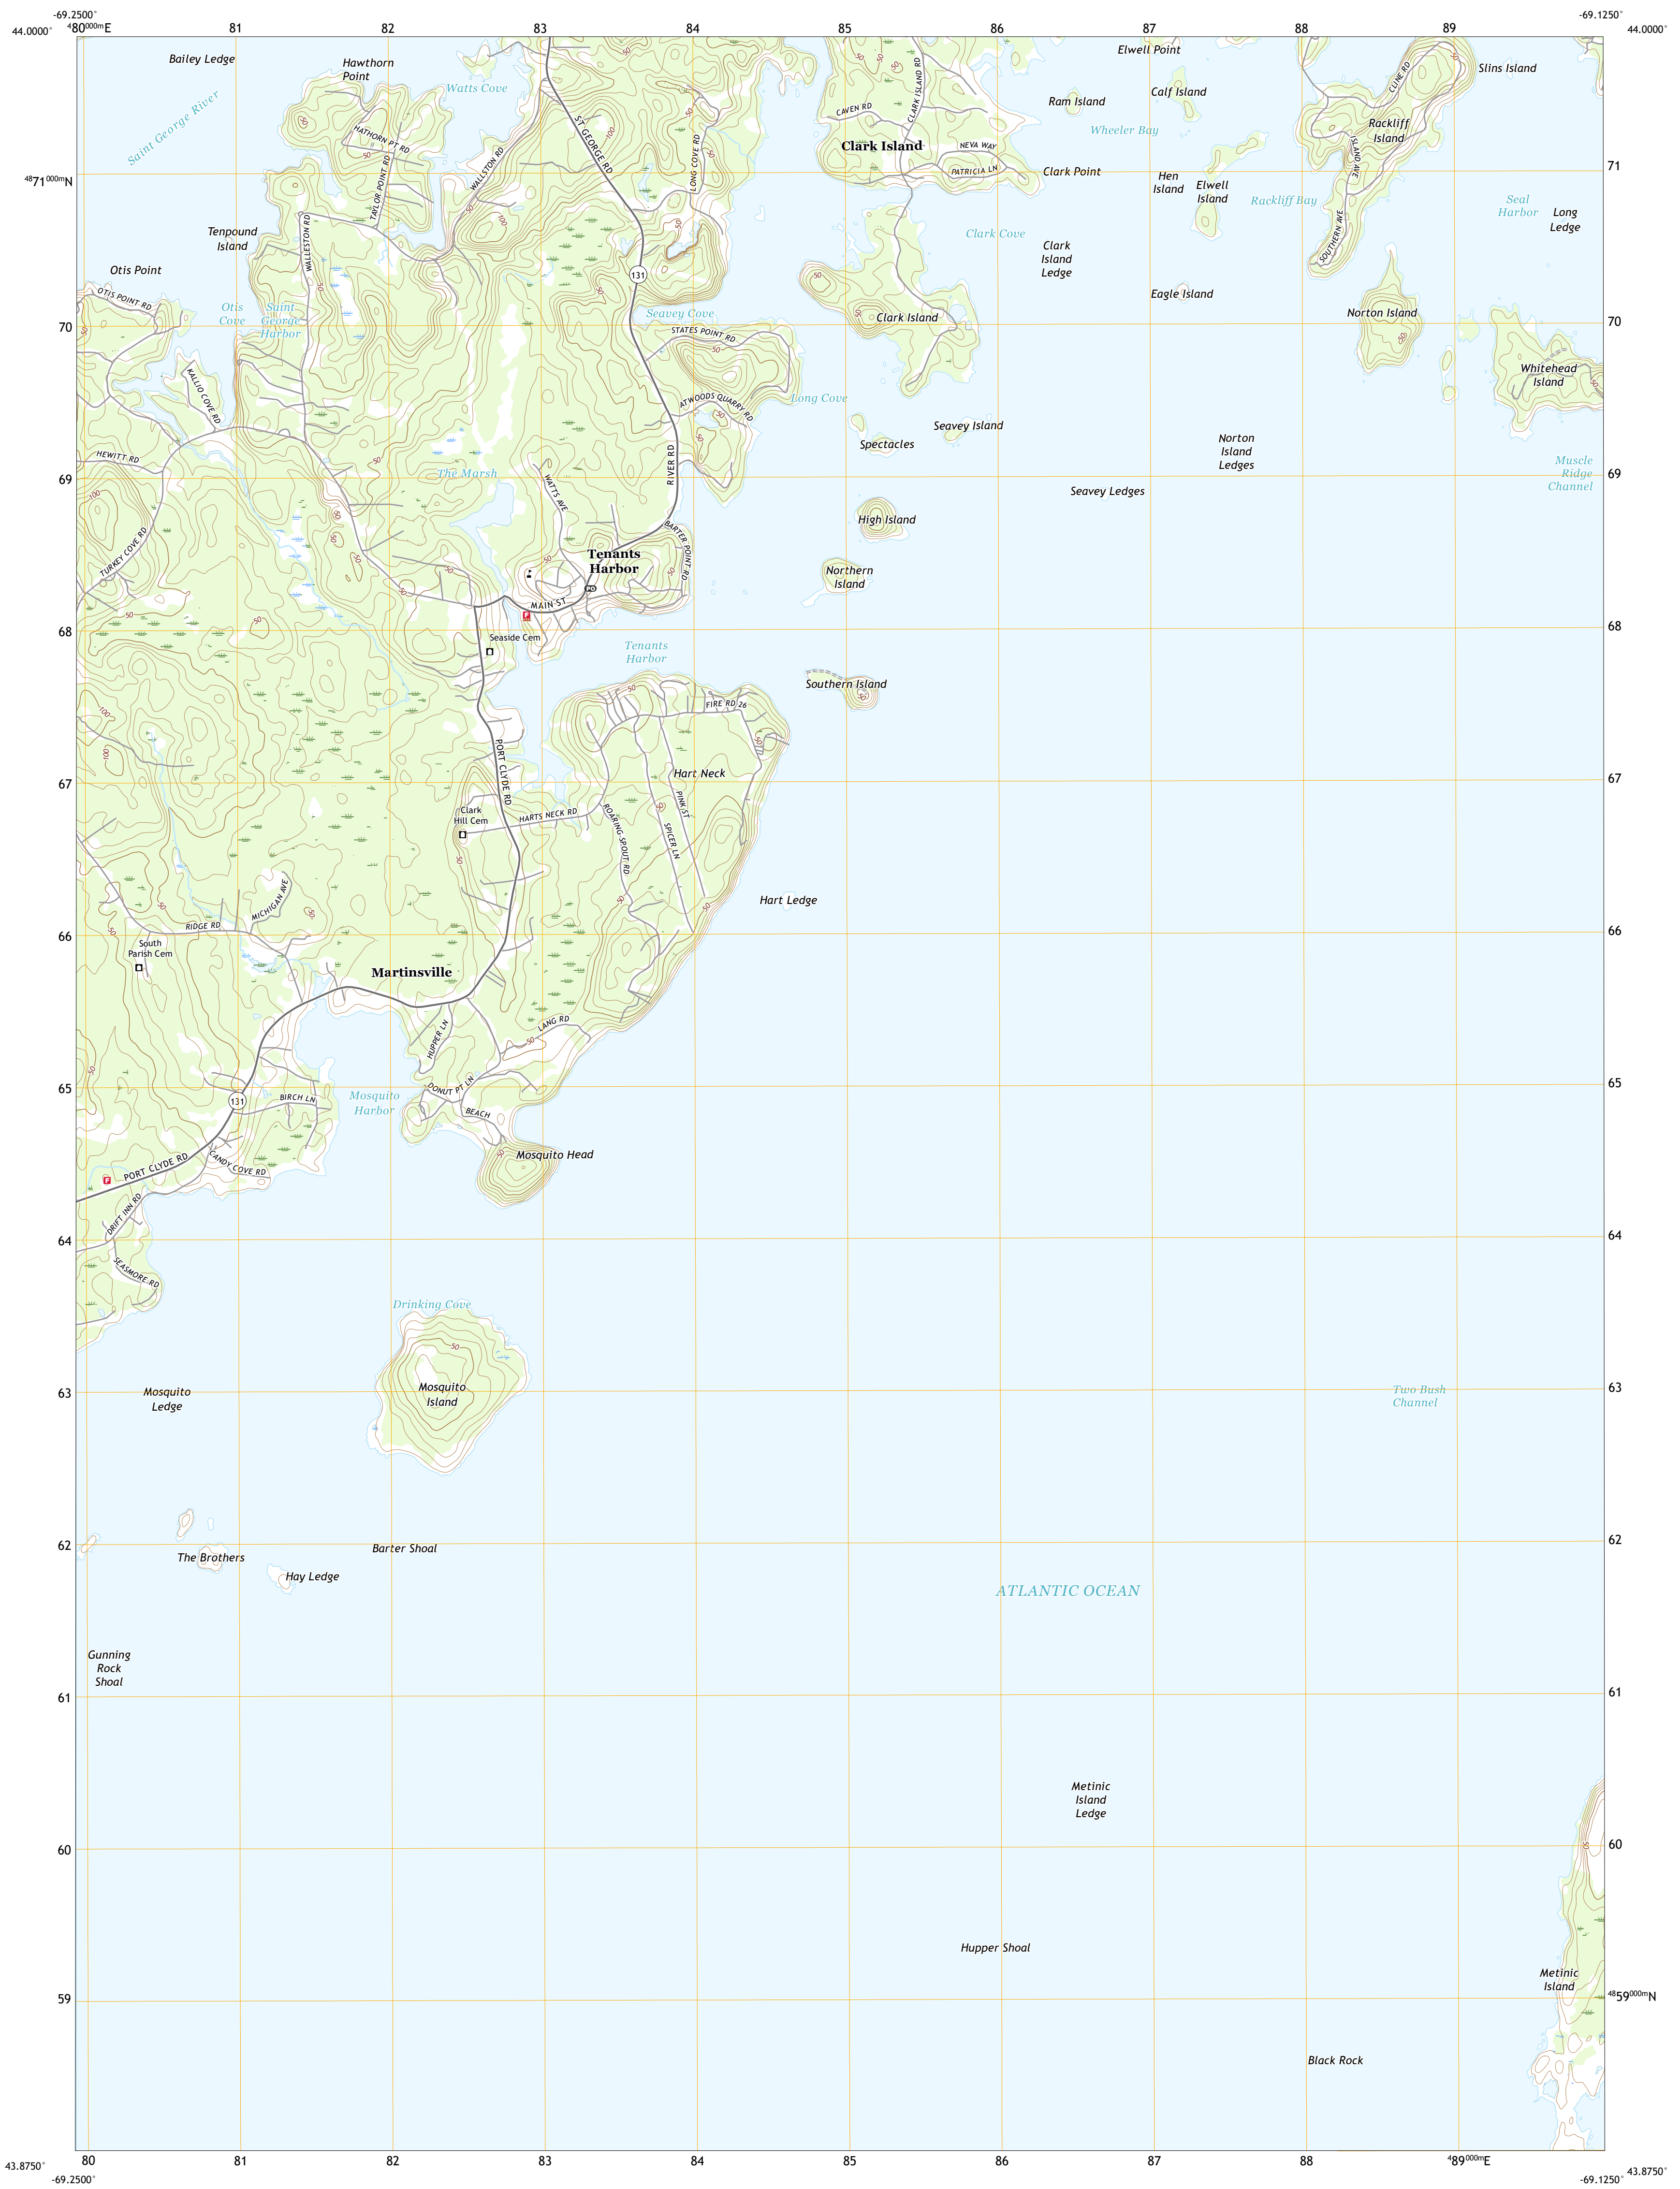 -69.2500°
-69.1250°
44.0000°
⁴80⁰⁰⁰ᵐE
81
82
83
84
85
86
87
88
89
44.0000°
Bailey Ledge
Hawthorn
Point
Watts Cove
Saint George River
HATHORN PT RD
TAYLOR POINT RD
WALLSTON RD
ST GEORGE RD
LONG COVE RD
CAVEN RD
CLARK ISLAND RD
Clark Island
NEVA WAY
PATRICIA LN
Elwell Point
Ram Island
Calf Island
Wheeler Bay
Clark Point
Hen
Island
Elwell
Island
Rackliff Bay
CLINE RD
Slins Island
Rackliff
Island
ISLAND AVE
SOUTHERN AVE
Seal
Harbor
Long
Ledge
⁴⁸71⁰⁰⁰ᵐN
71
Tenpound
Island
WALLESTON RD
Otis Point
OTIS POINT RD
Otis
Cove
Saint
George
Harbor
131
Clark Cove
Clark
Island
Ledge
Eagle Island
Seavey Cove
STATES POINT RD
Clark Island
Norton Island
70
70
KALLIO COVE RD
ATWOODS QUARRY RD
Long Cove
Whitehead
Island
Seavey Island
Spectacles
Norton
Island
Ledges
HEWITT RD
The Marsh
WATTS AVE
RIVER RD
Seavey Ledges
Muscle
Ridge
Channel
69
69
TURKEY COVE RD
High Island
BARTER POINT RD
Tenants
Harbor
Northern
Island
PO
MAIN ST
F
Seaside Cem
68
68
Tenants
Harbor
Southern Island
FIRE RD 26
PORT CLYDE RD
Hart Neck
67
67
Clark
Hill Cem
HARTS NECK RD
ROARING SPOUT RD
PINK ST
SPICER LN
MICHIGAN AVE
RIDGE RD
Hart Ledge
66
66
South
Parish Cem
Martinsville
HUPPER LN
LANG RD
65
65
131
BIRCH LN
Mosquito
Harbor
DONUT PT LN
BEACH
Mosquito Head
CANDY COVE RD
PORT CLYDE RD
F
DRIFT INN RD
64
64
SEASMORE RD
Drinking Cove
Mosquito
Island
Mosquito
Ledge
63
63
Two Bush
Channel
62
62
The Brothers
Hay Ledge
Barter Shoal
ATLANTIC OCEAN
Gunning
Rock
Shoal
61
61
Metinic
Island
Ledge
60
60
Hupper Shoal
Metinic
Island
59
⁴⁸59⁰⁰⁰ᵐN
Black Rock
43.8750°
80
81
82
83
84
85
86
87
88
⁴89⁰⁰⁰ᵐE
43.8750°
-69.2500°
-69.1250°